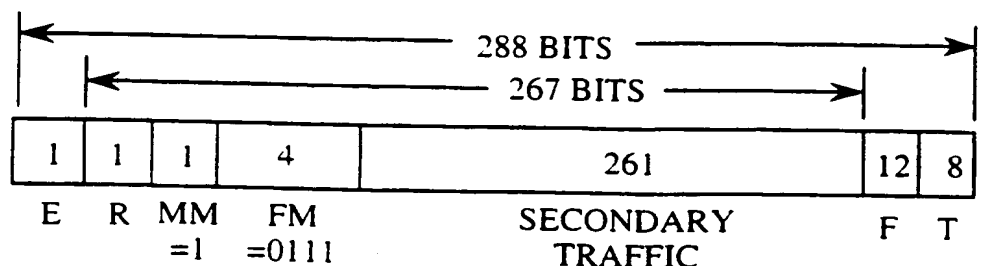 288 BITS
267 BITS
1 1 1 4 261 12 8
E R MM FM SECONDARY F T
=1 =0111 TRAFFIC